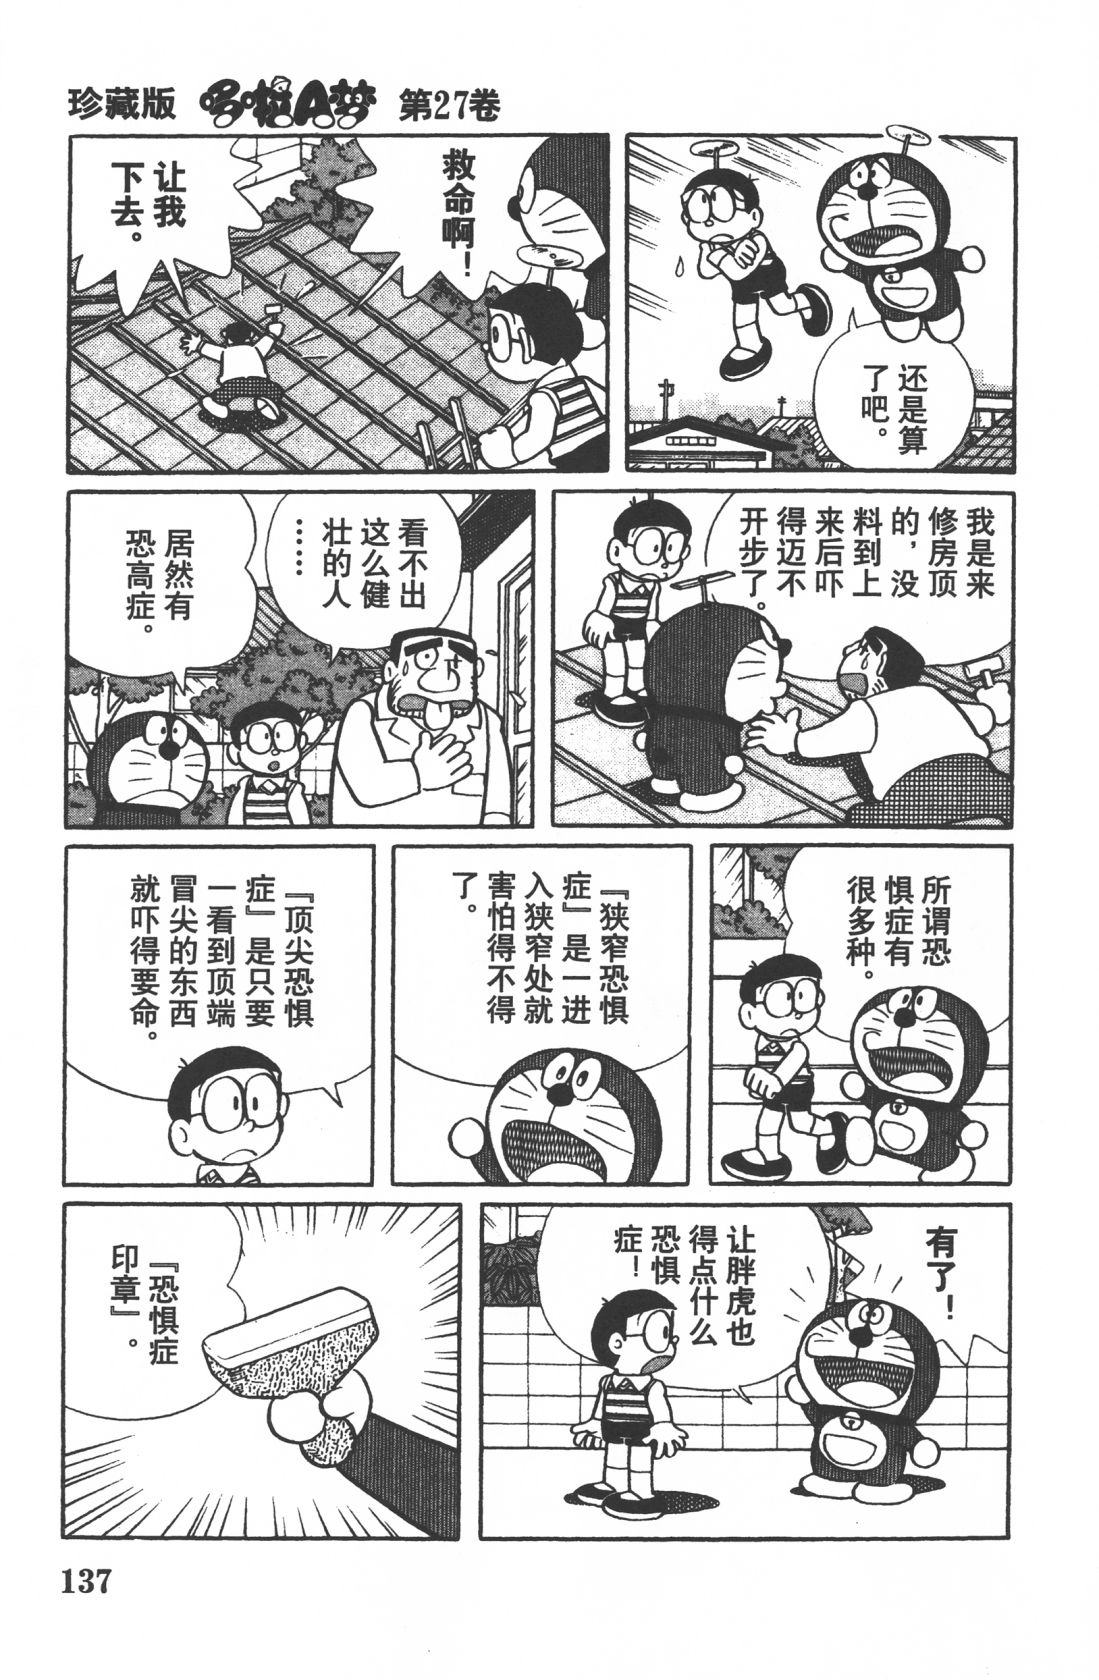 珍藏版 哆啦A梦 第27卷
还是算
了吧。
救命啊！
让我
下去。
我是来
修房顶
的，没
料到上
来后吓
得迈不
开步了。
看不出
这么健
壮的人
……
居然有
恐高症。
所谓恐
惧症有
很多种。
『狭窄恐惧
症』是一进
入狭窄处就
害怕得不得
了。
『顶尖恐惧
症』是只要
一看到顶端
冒尖的东西
就吓得要命。
有了！
让胖虎也
得点什么
恐惧
症！
『恐惧症
印章』。
137